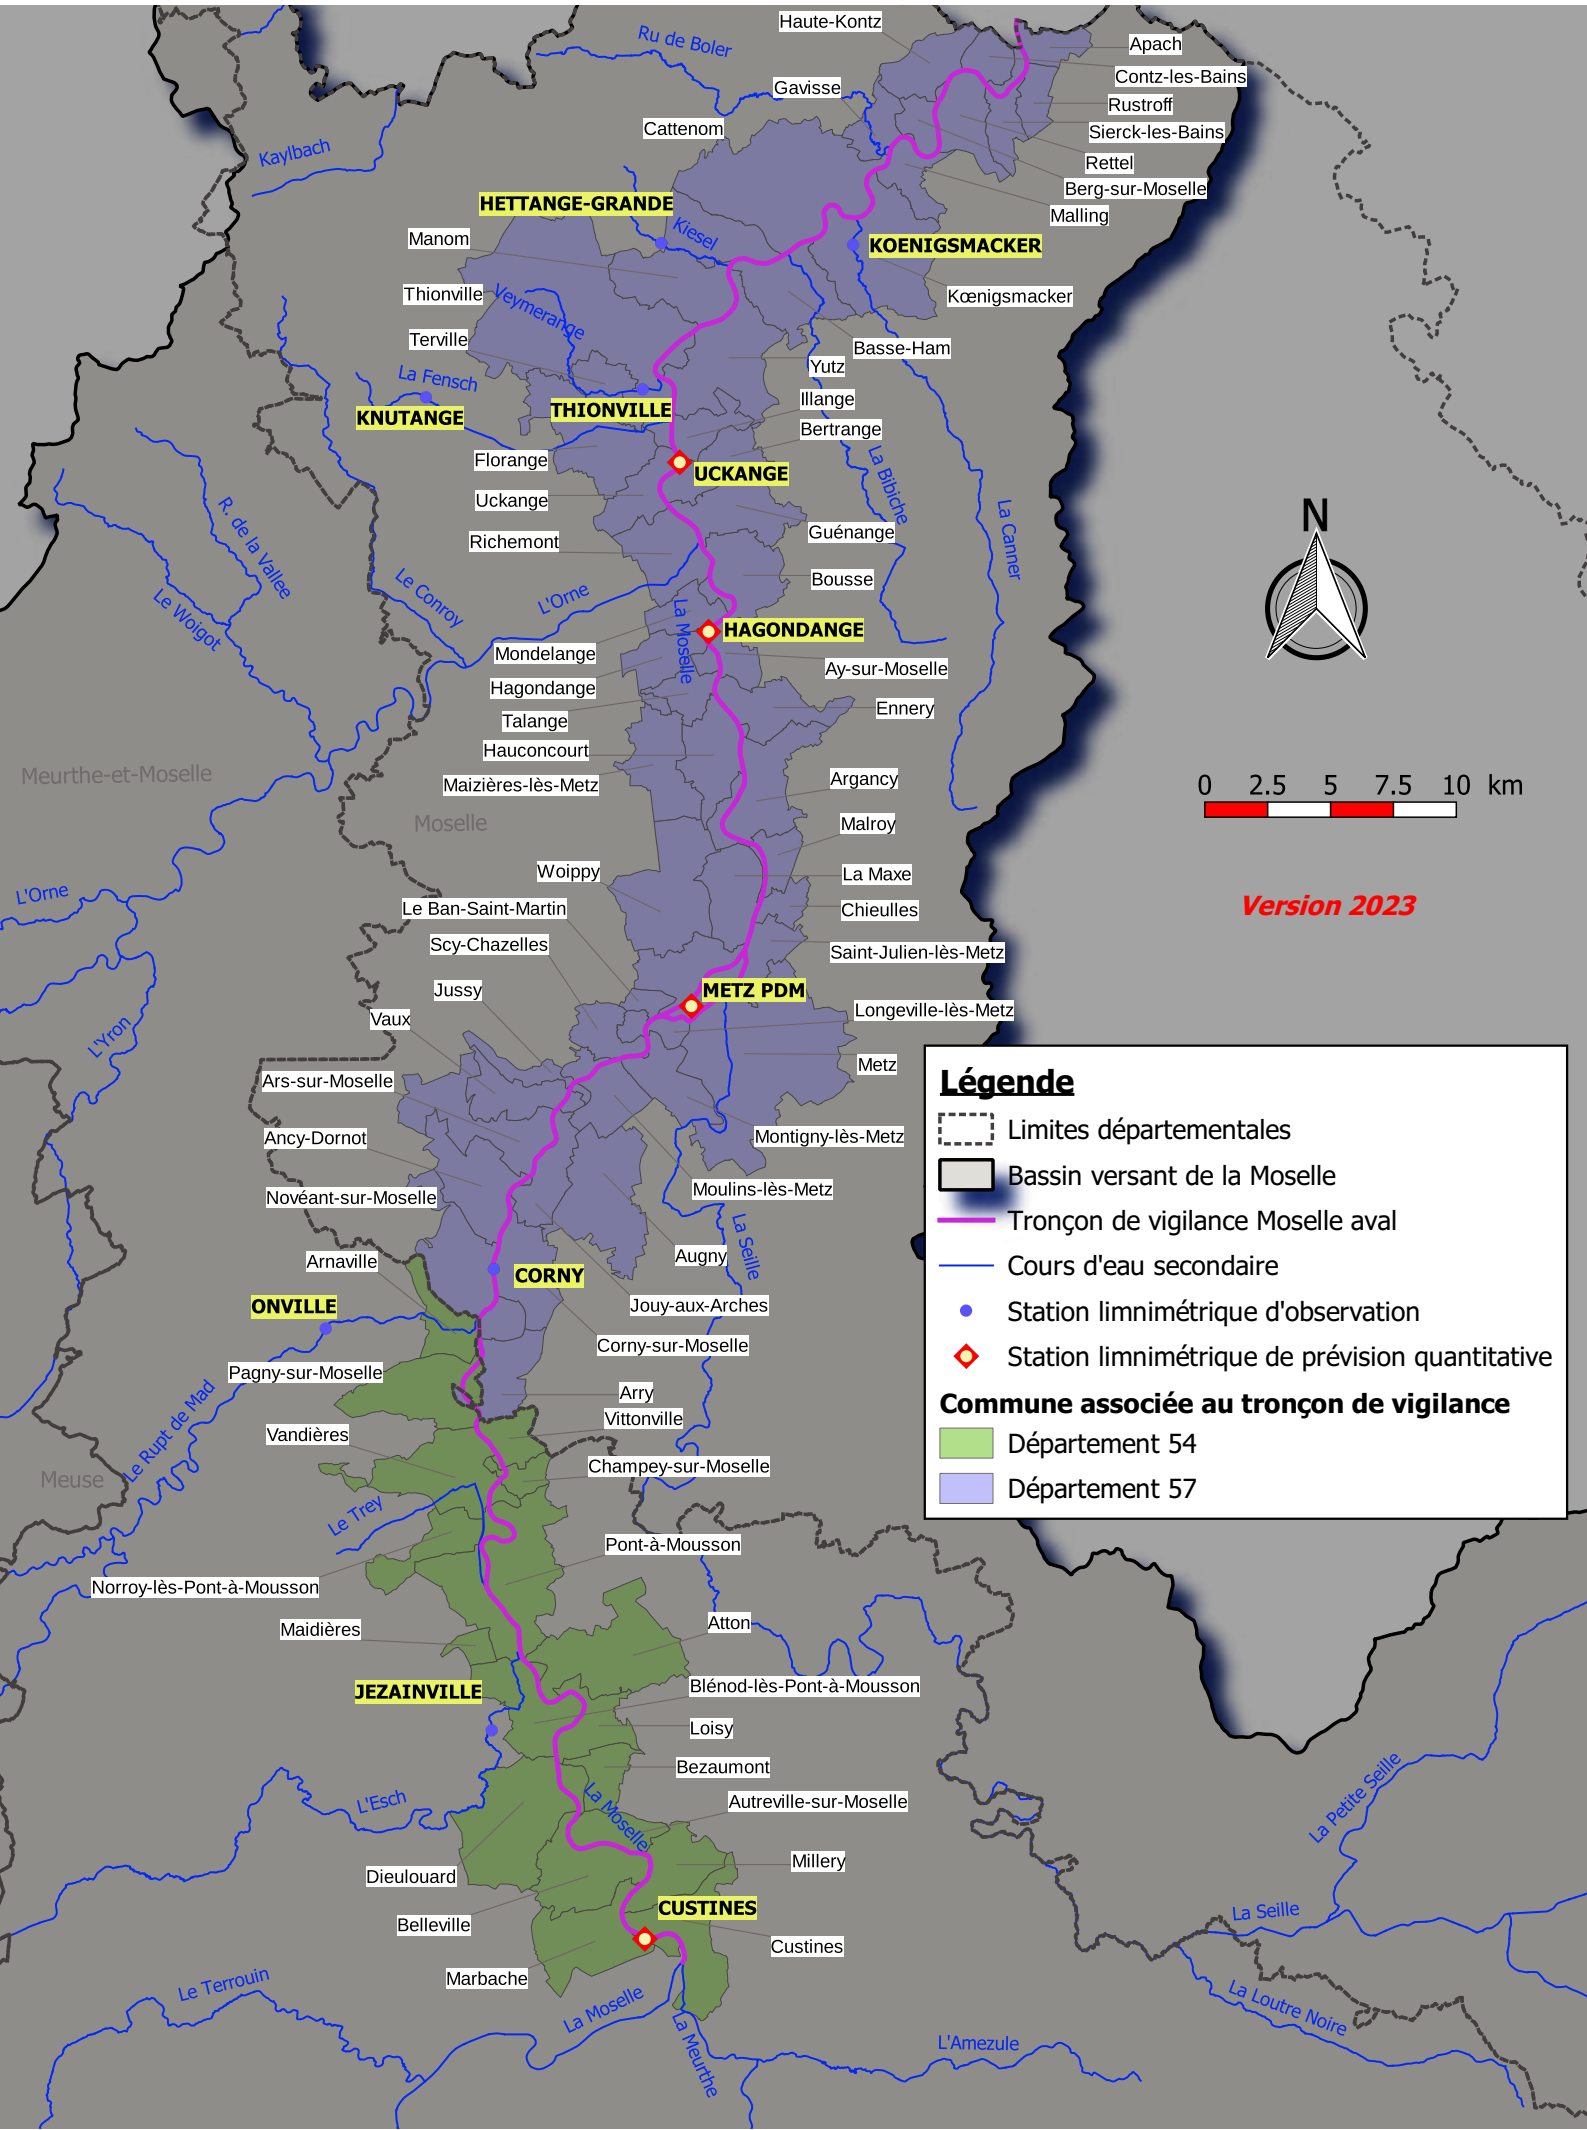 Haute-Kontz
Ru de Boler
Apach
Contz-les-Bains
Gavisse
Rustroff
Cattenom
Sierck-les-Bains
Kaylbach
Rettel
Berg-sur-Moselle
HETTANGE-GRANDE
Malling
Kiesel
Manom
KOENIGSMACKER
Thionville
Veymerange
Kœnigsmacker
Terville
Basse-Ham
Yutz
La Fensch
Illange
KNUTANGE
THIONVILLE
Bertrange
Florange
UCKANGE
La Bibiche
Uckange
La Canner
N
R. de la Vallee
Guénange
Richemont
Bousse
Le Conroy
L'Orne
Le Woigot
La Moselle
HAGONDANGE
Mondelange
Ay-sur-Moselle
Hagondange
Ennery
Talange
Hauconcourt
Meurthe-et-Moselle
Maizières-lès-Metz
Argancy
0 2.5 5 7.5 10 km
Moselle
Malroy
Woippy
La Maxe
L'Orne
Le Ban-Saint-Martin
Chieulles
Version 2023
Scy-Chazelles
Saint-Julien-lès-Metz
Jussy
METZ PDM
Longeville-lès-Metz
Vaux
L'Yron
Metz
Ars-sur-Moselle
Ancy-Dornot
Montigny-lès-Metz
Novéant-sur-Moselle
Moulins-lès-Metz
La Seille
Arnaville
Augny
CORNY
ONVILLE
Jouy-aux-Arches
Corny-sur-Moselle
Pagny-sur-Moselle
Arry
Le Rupt de Mad
Vittonville
Vandières
Champey-sur-Moselle
Meuse
Le Trey
Pont-à-Mousson
Norroy-lès-Pont-à-Mousson
Maidières
Atton
JEZAINVILLE
Blénod-lès-Pont-à-Mousson
Loisy
Bezaumont
L'Esch
La Moselle
Autreville-sur-Moselle
La Petite Seille
Millery
Dieulouard
CUSTINES
Belleville
La Seille
Custines
Marbache
Le Terrouin
La Moselle
La Loutre Noire
La Meurthe
L'Amezule
Légende
Limites départementales
Bassin versant de la Moselle
Tronçon de vigilance Moselle aval
Cours d'eau secondaire
Station limnimétrique d'observation
Station limnimétrique de prévision quantitative
Commune associée au tronçon de vigilance
Département 54
Département 57